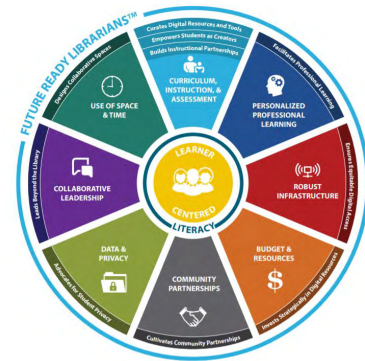 FUTURE READY LIBRARIANS™
Curates Digital Resources and Tools
Empowers Students as Creators
Builds Instructional Partnerships
CURRICULUM,
INSTRUCTION, &
ASSESSMENT
Facilitates Professional Learning
PERSONALIZED
PROFESSIONAL
LEARNING
Ensures Equitable Digital Access
ROBUST
INFRASTRUCTURE
Invests Strategically in Digital Resources
BUDGET &
RESOURCES
$
Cultivates Community Partnerships
COMMUNITY
PARTNERSHIPS
Advocates for Student Privacy
DATA &
PRIVACY
Leads Beyond the Library
COLLABORATIVE
LEADERSHIP
Designs Collaborative Spaces
USE OF SPACE
& TIME
LEARNER
CENTERED
LITERACY